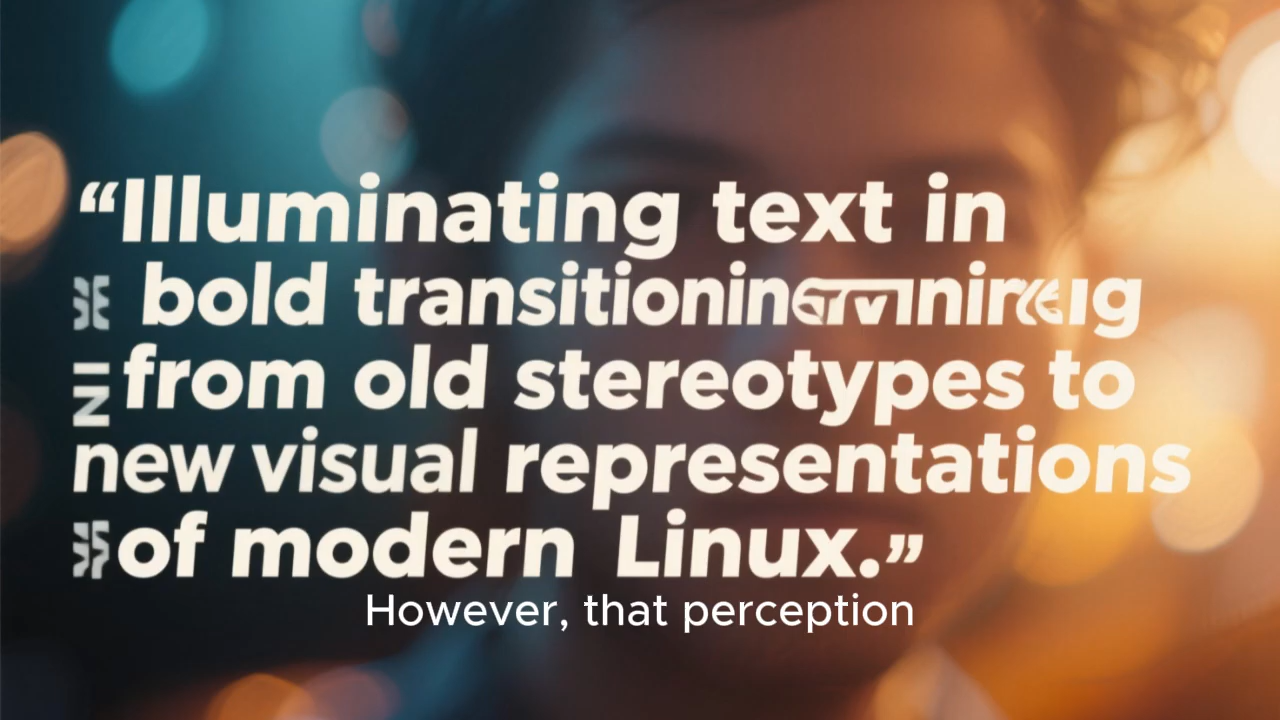 “Illuminating text in
bold
from old stereotypes to
new visual representations
of modern Linux.”
However, that perception